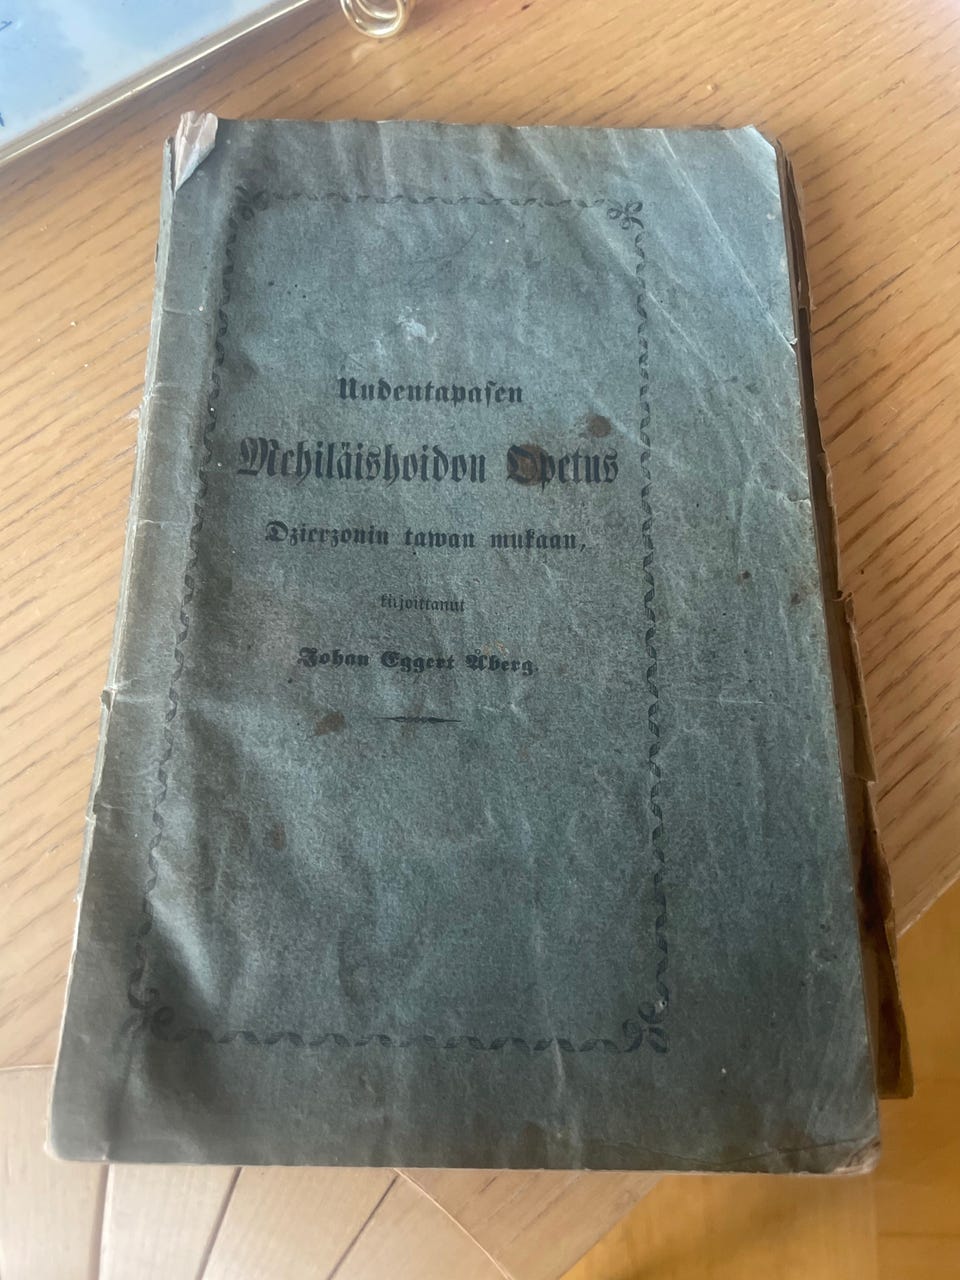 Uudentapasen
Mehiläishoidon Opetus
Dzierzonin tawan mukaan,
kirjoittanut
Johan Eggert Åberg.